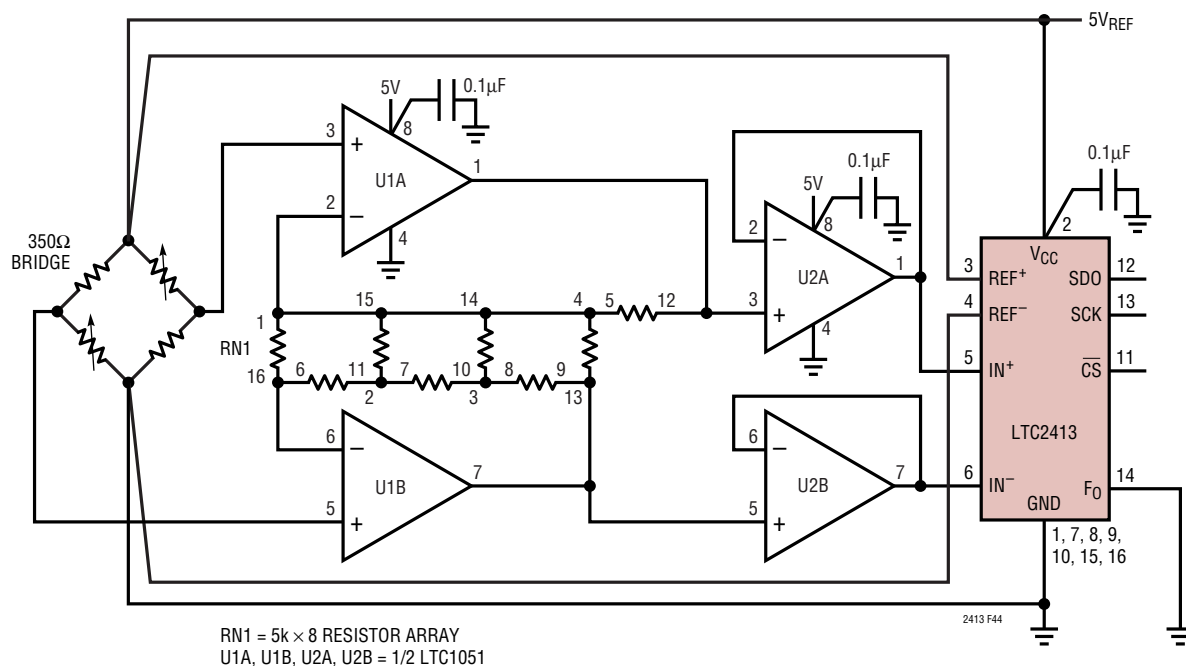 5VREF
5V
0.1µF
3
8
+
U1A
1
2
−
4
0.1µF
5V
0.1µF
2
8
−
U2A
1
3
+
4
2
VCC
3
REF+
SDO
12
4
REF−
SCK
13
5
IN+
CS
11
LTC2413
6
IN−
FO
14
GND
1, 7, 8, 9,
10, 15, 16
350Ω
BRIDGE
15
14
4
5
12
1
RN1
16
6
11
7
10
8
9
2
3
13
6
−
U1B
7
5
+
6
−
U2B
7
5
+
2413 F44
RN1 = 5k × 8 RESISTOR ARRAY
U1A, U1B, U2A, U2B = 1/2 LTC1051